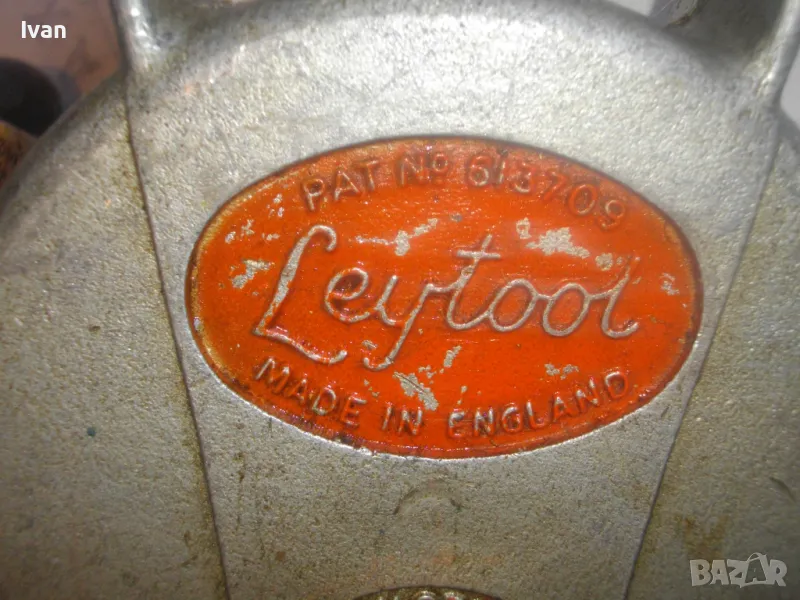 Ivan
PAT Nº 613709
Leytool
MADE IN ENGLAND
BAZAR